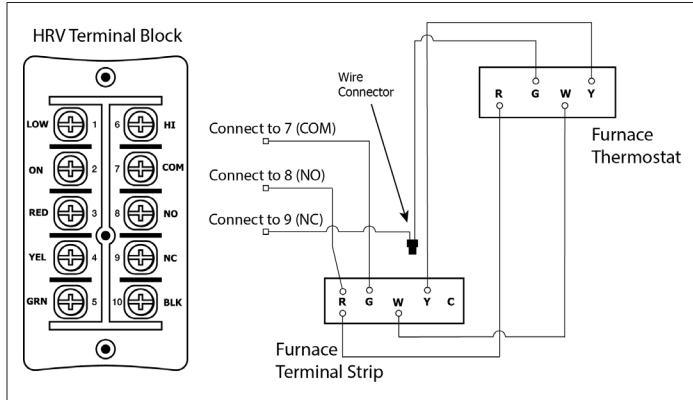 HRV Terminal Block
LOW 1 6 HI
ON 2 7 COM
RED 3 8 NO
YEL 4 9 NC
GRN 5 10 BLK
Wire
Connector
Connect to 7 (COM)
Connect to 8 (NO)
Connect to 9 (NC)
R G W Y
Furnace
Thermostat
R G W Y C
Furnace
Terminal Strip